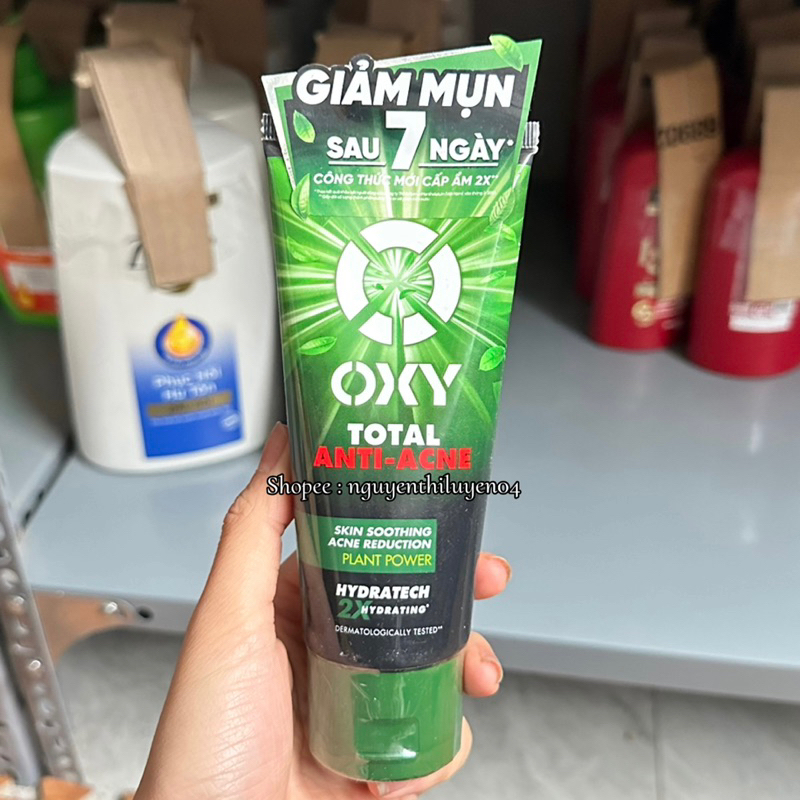 GIẢM MỤN
SAU 7 NGÀY*
CÔNG THỨC MỚI CẤP ẨM 2X**
OXY
TOTAL
ANTI-ACNE
Shopee : nguyenthiluyen04
SKIN SOOTHING
ACNE REDUCTION
PLANT POWER
HYDRATECH
2X HYDRATING*
DERMATOLOGICALLY TESTED**